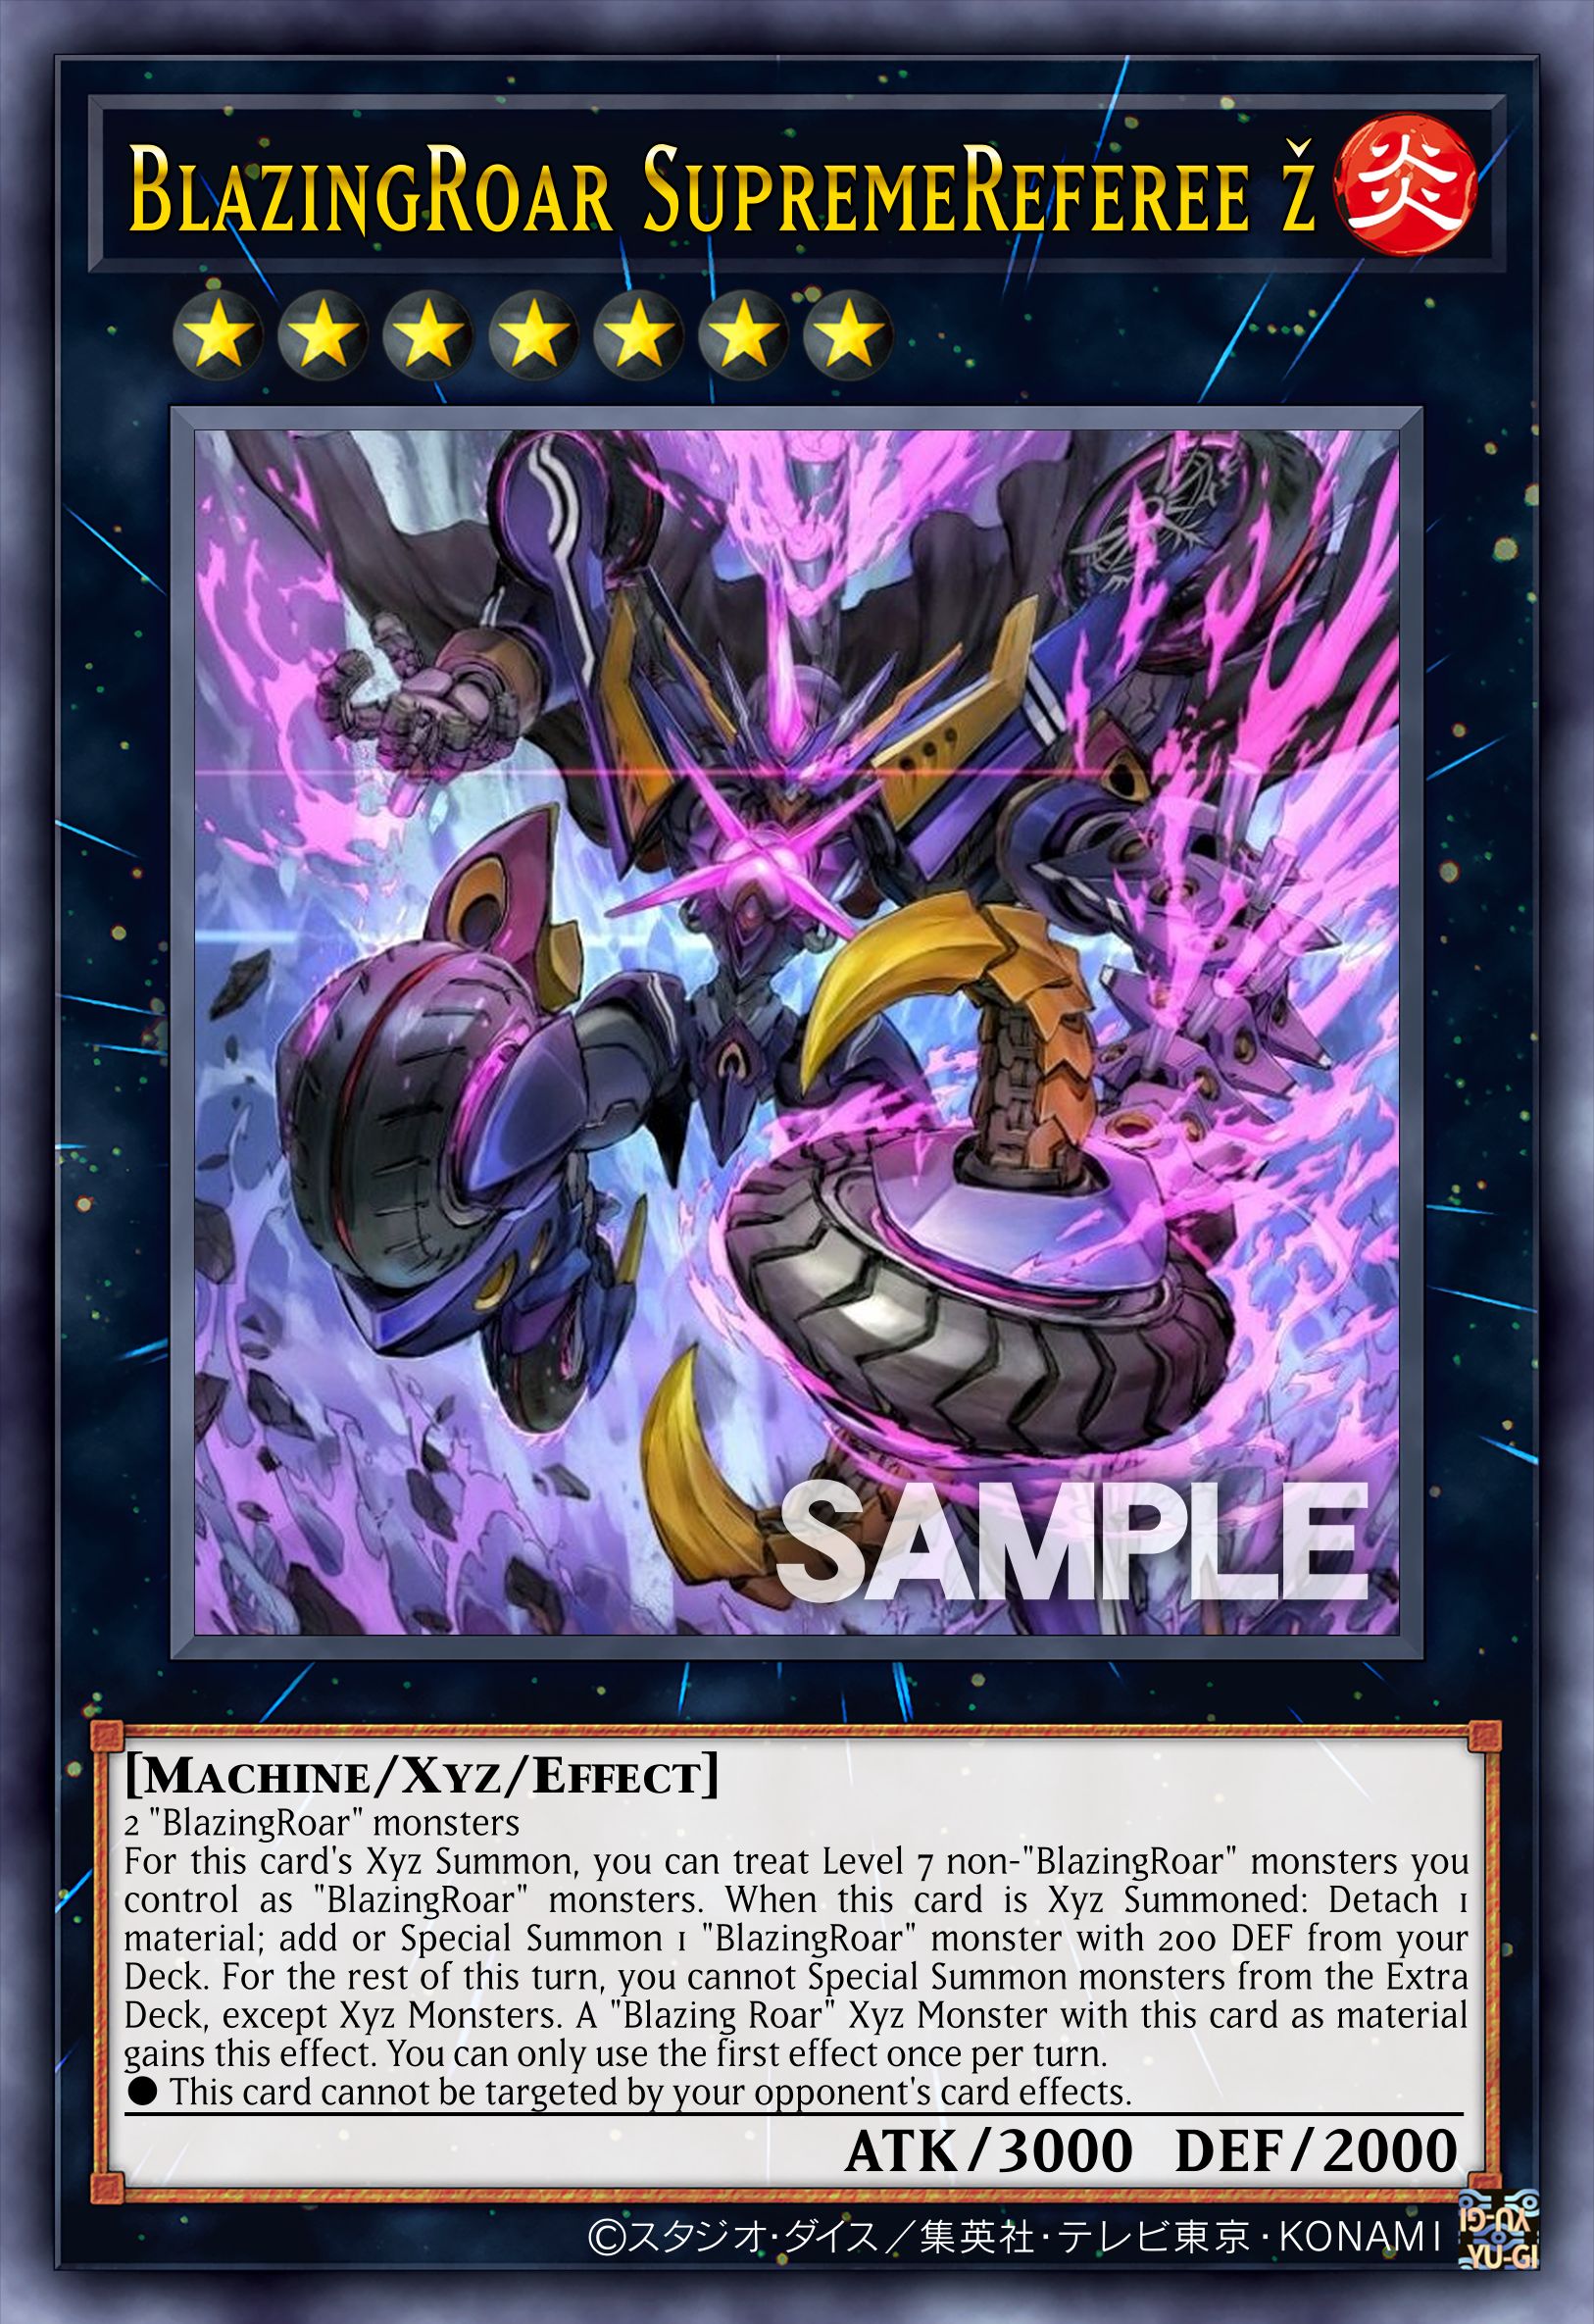 BlazingRoar SupremeReferee ž 炎
SAMPLE
[Machine/Xyz/Effect]
2 "BlazingRoar" monsters
For this card's Xyz Summon, you can treat Level 7 non-"BlazingRoar" monsters you
control as "BlazingRoar" monsters. When this card is Xyz Summoned: Detach 1
material; add or Special Summon 1 "BlazingRoar" monster with 200 DEF from your
Deck. For the rest of this turn, you cannot Special Summon monsters from the Extra
Deck, except Xyz Monsters. A "Blazing Roar" Xyz Monster with this card as material
gains this effect. You can only use the first effect once per turn.
● This card cannot be targeted by your opponent's card effects.
ATK/3000 DEF/2000
©スタジオ・ダイス／集英社・テレビ東京・KONAMI
YU-GI
YU-GI